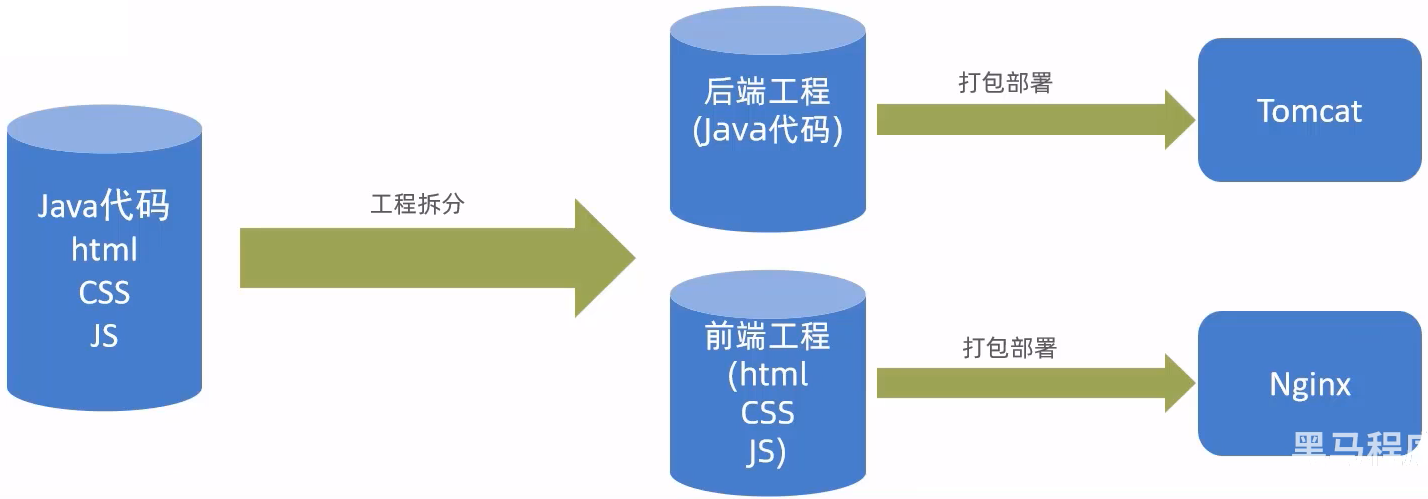 Java代码
html
CSS
JS
工程拆分
后端工程
(Java代码)
打包部署
Tomcat
前端工程
(html
CSS
JS)
打包部署
Nginx
黑马程